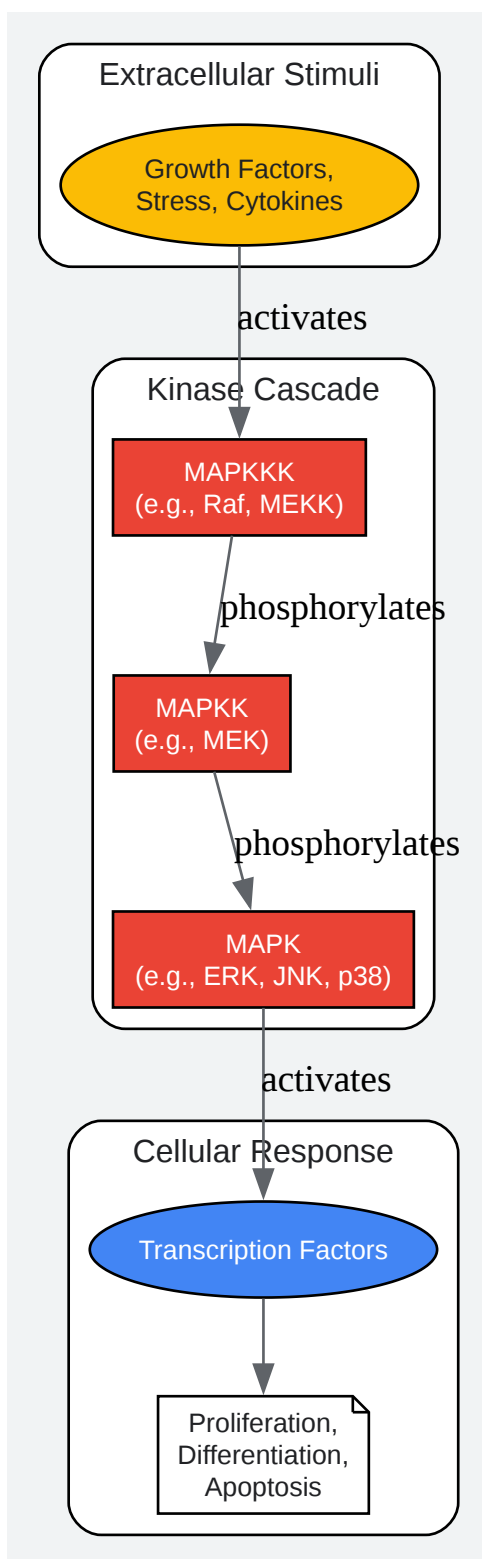 Extracellular Stimuli
Growth Factors,
Stress, Cytokines
activates
Kinase Cascade
MAPKKK
(e.g., Raf, MEKK)
phosphorylates
MAPKK
(e.g., MEK)
phosphorylates
MAPK
(e.g., ERK, JNK, p38)
activates
Cellular Response
Transcription Factors
Proliferation,
Differentiation,
Apoptosis